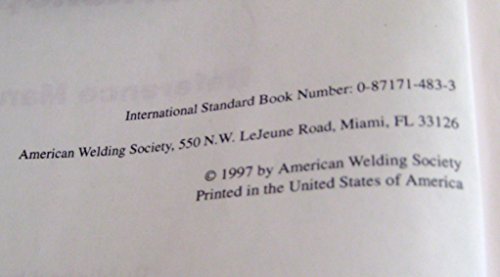 International Standard Book Number: 0-87171-483-3
American Welding Society, 550 N.W. LeJeune Road, Miami, FL 33126
© 1997 by American Welding Society
Printed in the United States of America